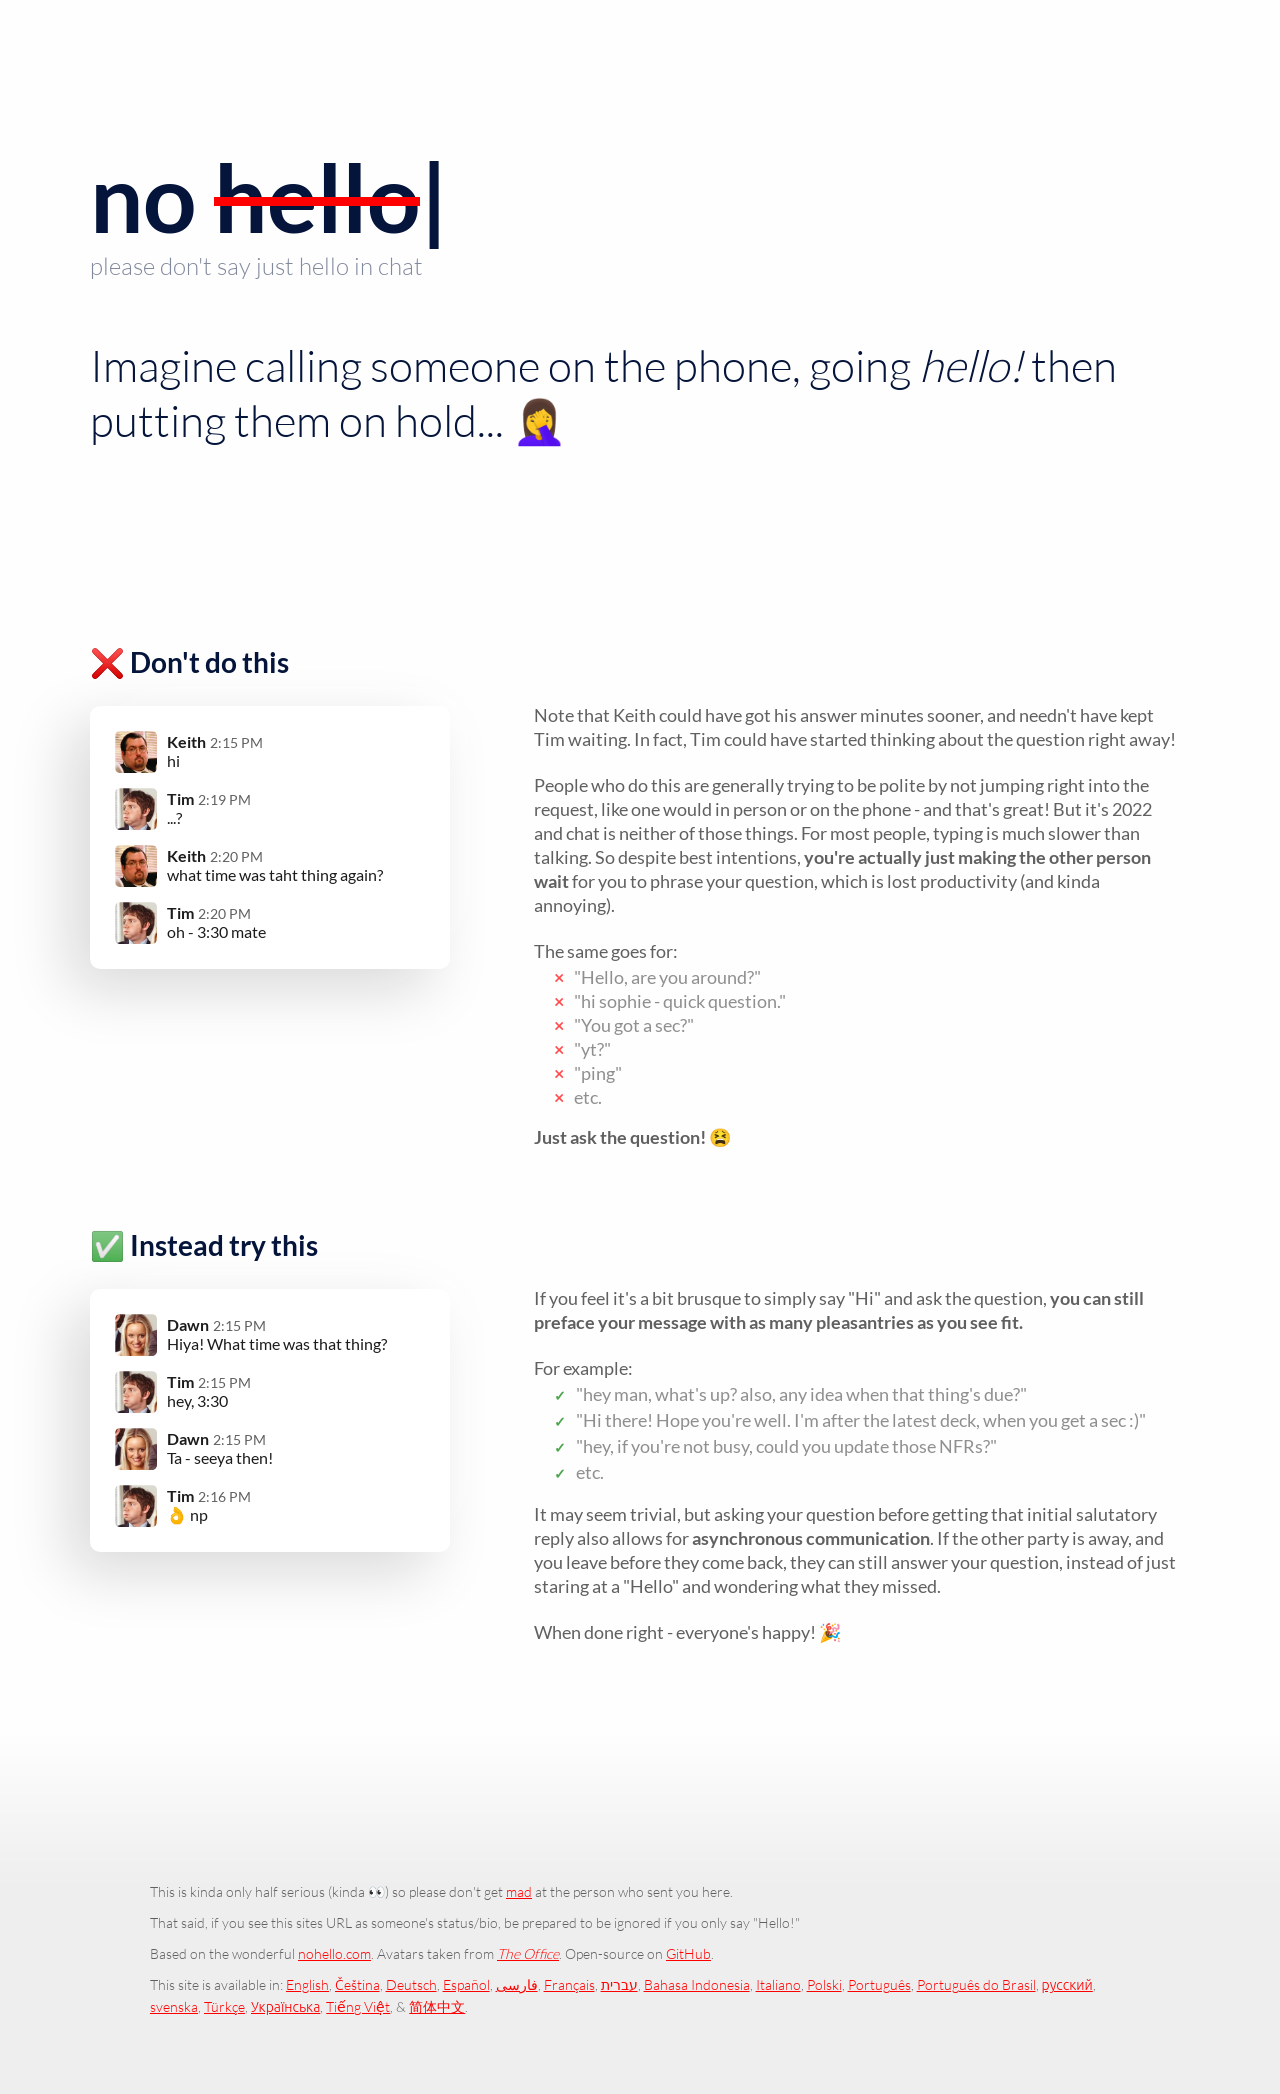 no hello|
please don't say just hello in chat
Imagine calling someone on the phone, going hello! then
putting them on hold... 🤦‍♀️
❌ Don't do this
Keith 2:15 PM
hi
Tim 2:19 PM
...?
Keith 2:20 PM
what time was taht thing again?
Tim 2:20 PM
oh - 3:30 mate
Note that Keith could have got his answer minutes sooner, and needn't have kept
Tim waiting. In fact, Tim could have started thinking about the question right away!
People who do this are generally trying to be polite by not jumping right into the
request, like one would in person or on the phone - and that's great! But it's 2022
and chat is neither of those things. For most people, typing is much slower than
talking. So despite best intentions, you're actually just making the other person
wait for you to phrase your question, which is lost productivity (and kinda
annoying).
The same goes for:
× "Hello, are you around?"
× "hi sophie - quick question."
× "You got a sec?"
× "yt?"
× "ping"
× etc.
Just ask the question! 😫
✅ Instead try this
Dawn 2:15 PM
Hiya! What time was that thing?
Tim 2:15 PM
hey, 3:30
Dawn 2:15 PM
Ta - seeya then!
Tim 2:16 PM
👌 np
If you feel it's a bit brusque to simply say "Hi" and ask the question, you can still
preface your message with as many pleasantries as you see fit.
For example:
✓ "hey man, what's up? also, any idea when that thing's due?"
✓ "Hi there! Hope you're well. I'm after the latest deck, when you get a sec :)"
✓ "hey, if you're not busy, could you update those NFRs?"
✓ etc.
It may seem trivial, but asking your question before getting that initial salutatory
reply also allows for asynchronous communication. If the other party is away, and
you leave before they come back, they can still answer your question, instead of just
staring at a "Hello" and wondering what they missed.
When done right - everyone's happy! 🎉
This is kinda only half serious (kinda 👀) so please don't get mad at the person who sent you here.
That said, if you see this sites URL as someone's status/bio, be prepared to be ignored if you only say "Hello!"
Based on the wonderful nohello.com. Avatars taken from The Office. Open-source on GitHub.
This site is available in: English, Čeština, Deutsch, Español, فارسی, Français, עברית, Bahasa Indonesia, Italiano, Polski, Português, Português do Brasil, русский,
svenska, Türkçe, Українська, Tiếng Việt, & 简体中文.